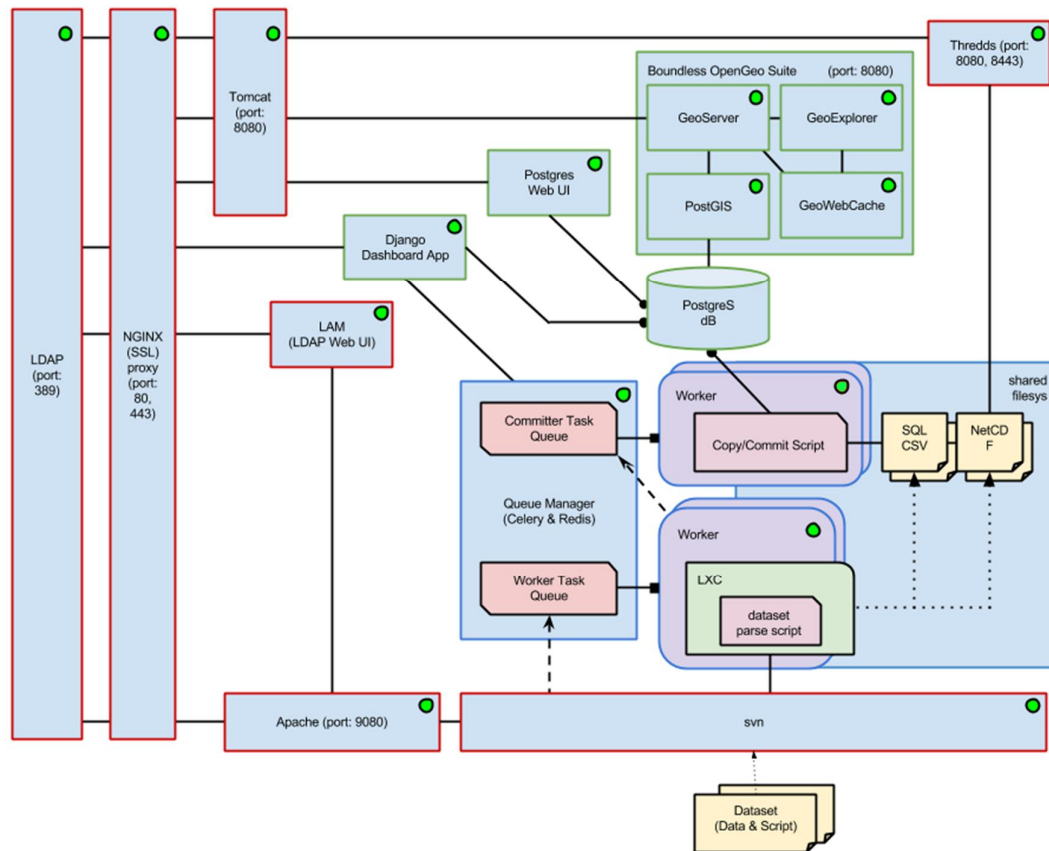 Thredds (port:
8080, 8443)
Boundless OpenGeo Suite (port: 8080)
Tomcat
(port:
8080)
GeoServer
GeoExplorer
Postgres
Web UI
PostGIS
GeoWebCache
Django
Dashboard App
PostgreS
dB
LAM
(LDAP Web UI)
LDAP
(port:
389)
NGINX
(SSL)
proxy
(port:
80,
443)
shared
filesys
Worker
Committer Task
Queue
Copy/Commit Script
SQL
CSV
NetCD
F
Queue Manager
(Celery & Redis)
Worker
Worker Task
Queue
LXC
dataset
parse script
Apache (port: 9080)
svn
Dataset
(Data & Script)